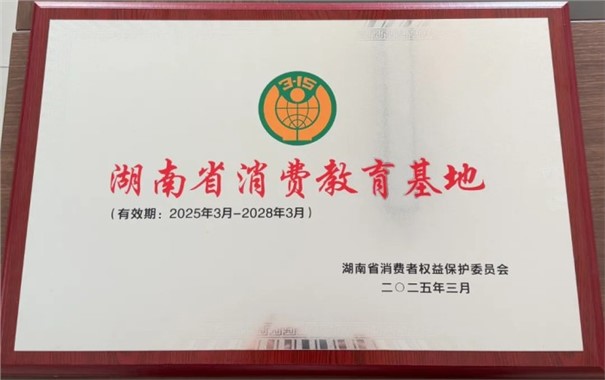 3·15
湖南省消费教育基地
(有效期：2025年3月-2028年3月)
湖南省消费者权益保护委员会
二〇二五年三月